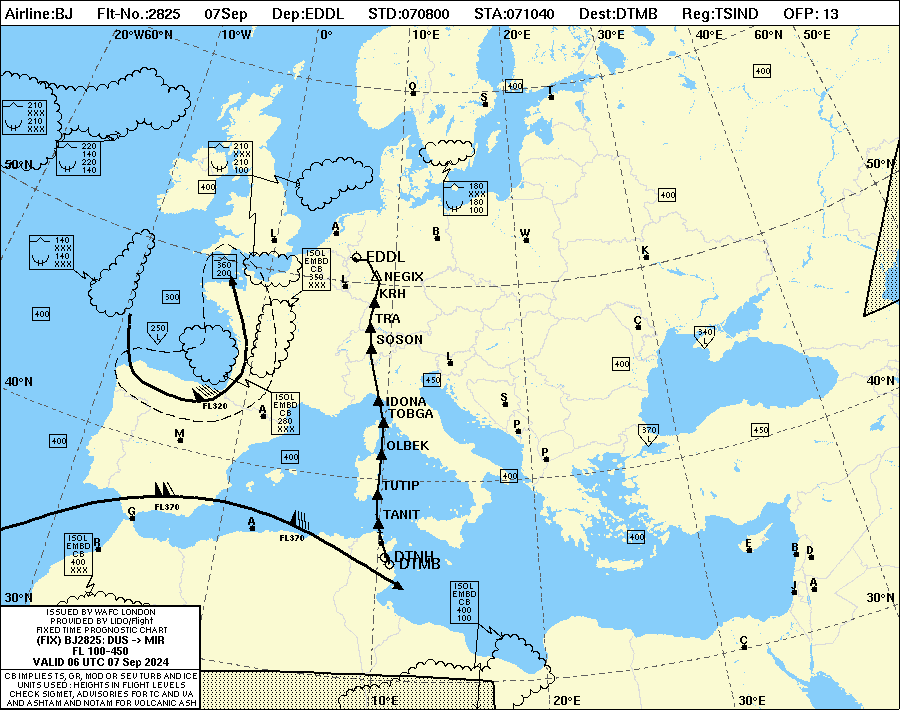 Airline:BJ Flt-No.:2825 07Sep Dep:EDDL STD:070800 STA:071040 Dest:DTMB Reg:TSIND OFP: 13
20°W60°N 10°W 0° 10°E 20°E 30°E 40°E 60°N 50°E
400
400
O
S
T
210
XXX
210
XXX
220
140
220
140
210
XXX
210
100
50°N
50°N
400
180
XXX
180
100
400
140
XXX
140
XXX
L
A
B
W
K
360
200
ISOL
EMBD
CB
350
XXX
EDDL
L
NEGIX
KRH
300
400
250
L
TRA
SOSON
C
340
L
L
400
40°N
450
40°N
FL320
ISOL
EMBD
CB
280
XXX
A
IDONA
TOBGA
S
P
M
400
370
L
450
OLBEK
400
P
400
TUTIP
FL370
G
TANIT
A
FL370
400
ISOL
EMBD
CB
400
XXX
R
DTNH
DTMB
E
B
D
ISOL
EMBD
CB
400
100
J
A
30°N
30°N
C
ISSUED BY WAFC LONDON
PROVIDED BY LIDO/Flight
FIXED TIME PROGNOSTIC CHART
(FIX) BJ2825: DUS -> MIR
FL 100-450
VALID 06 UTC 07 Sep 2024
CB IMPLIES TS, GR, MOD OR SEV TURB AND ICE
UNITS USED : HEIGHTS IN FLIGHT LEVELS
CHECK SIGMET, ADVISORIES FOR TC AND VA
AND ASHTAM AND NOTAM FOR VOLCANIC ASH
10°E 20°E 30°E